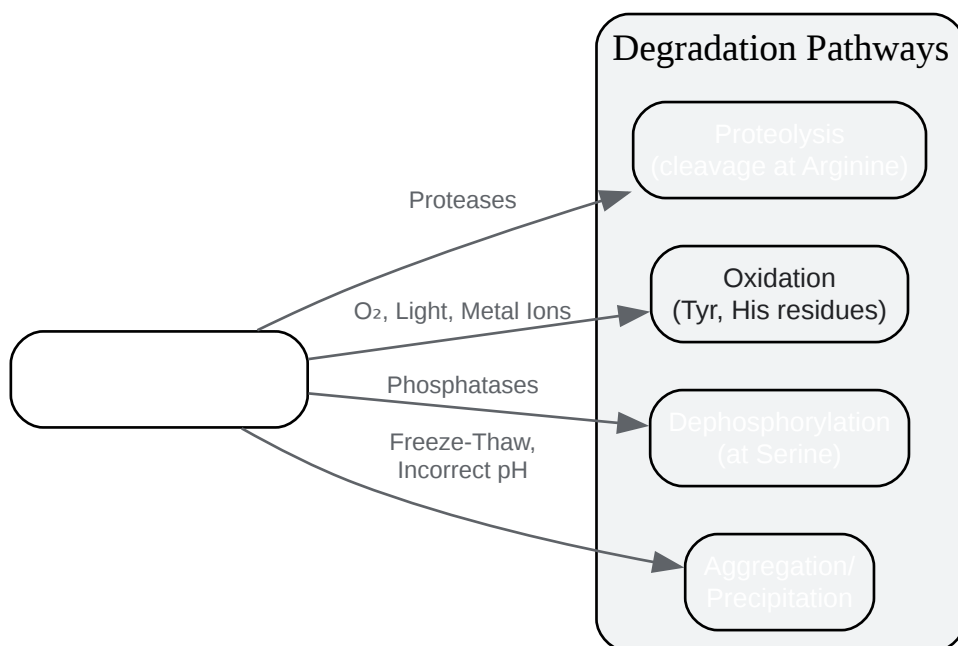 Degradation Pathways
Proteolysis
(cleavage at Arginine)
Proteases
Oxidation
(Tyr, His residues)
O₂, Light, Metal Ions
Phosphatases
Dephosphorylation
(at Serine)
Freeze-Thaw,
Incorrect pH
Aggregation/
Precipitation